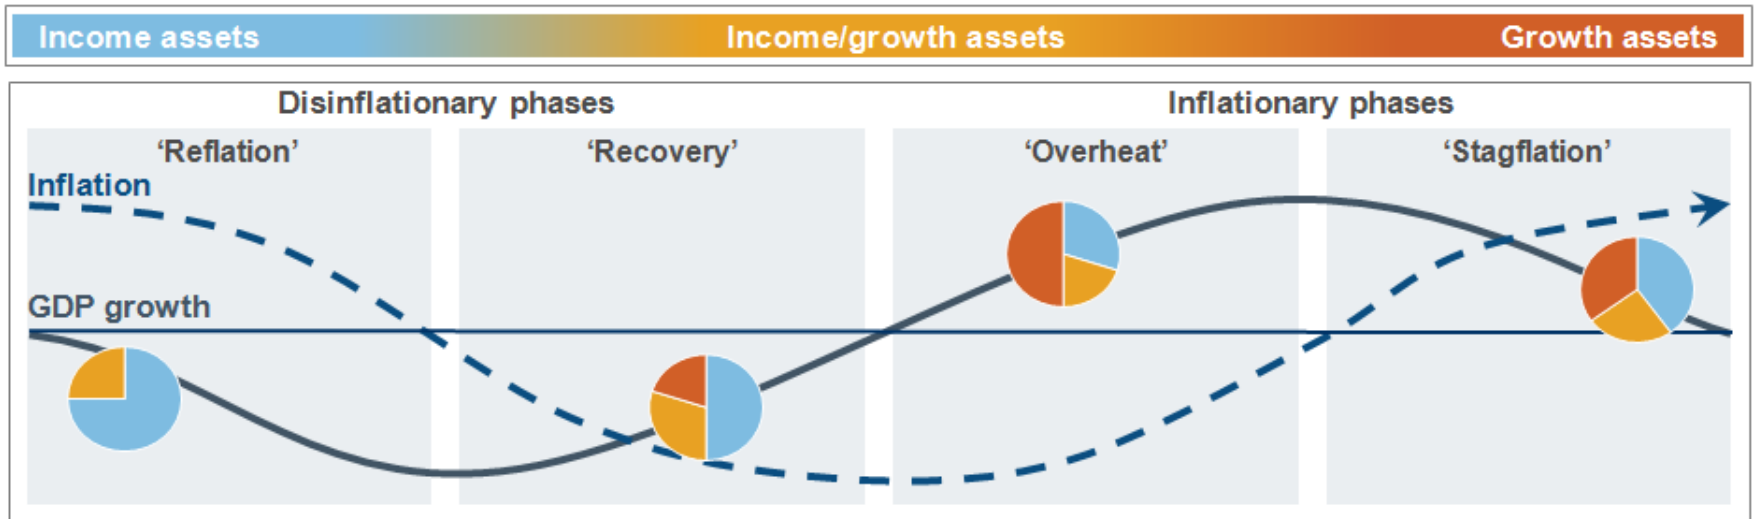 Income assets
Income/growth assets
Growth assets
Disinflationary phases
Inflationary phases
‘Reflation’
‘Recovery’
‘Overheat’
‘Stagflation’
Inflation
GDP growth